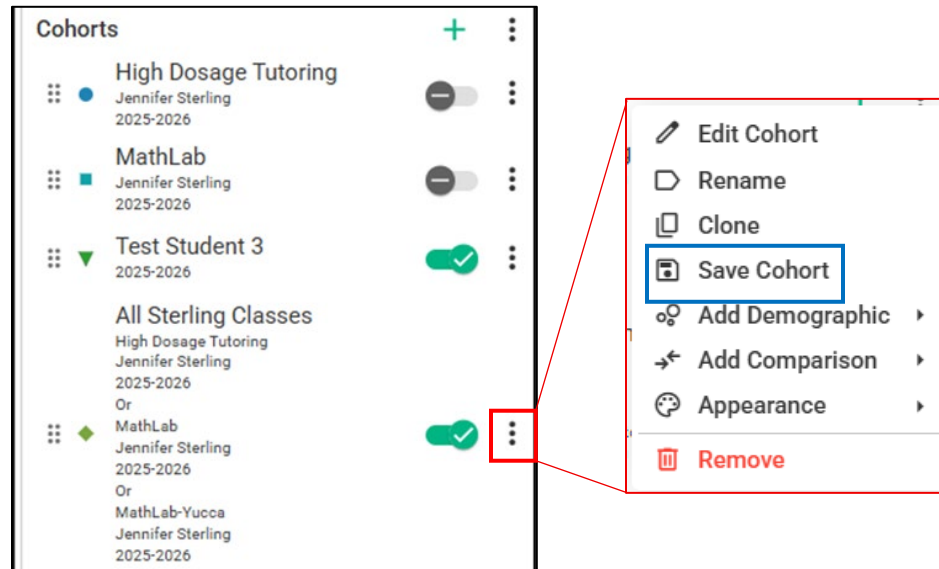 Cohorts
High Dosage Tutoring
Jennifer Sterling
2025-2026
MathLab
Jennifer Sterling
2025-2026
Test Student 3
2025-2026
All Sterling Classes
High Dosage Tutoring
Jennifer Sterling
2025-2026
Or
MathLab
Jennifer Sterling
2025-2026
Or
MathLab-Yucca
Jennifer Sterling
2025-2026
Edit Cohort
Rename
Clone
Save Cohort
Add Demographic
Add Comparison
Appearance
Remove